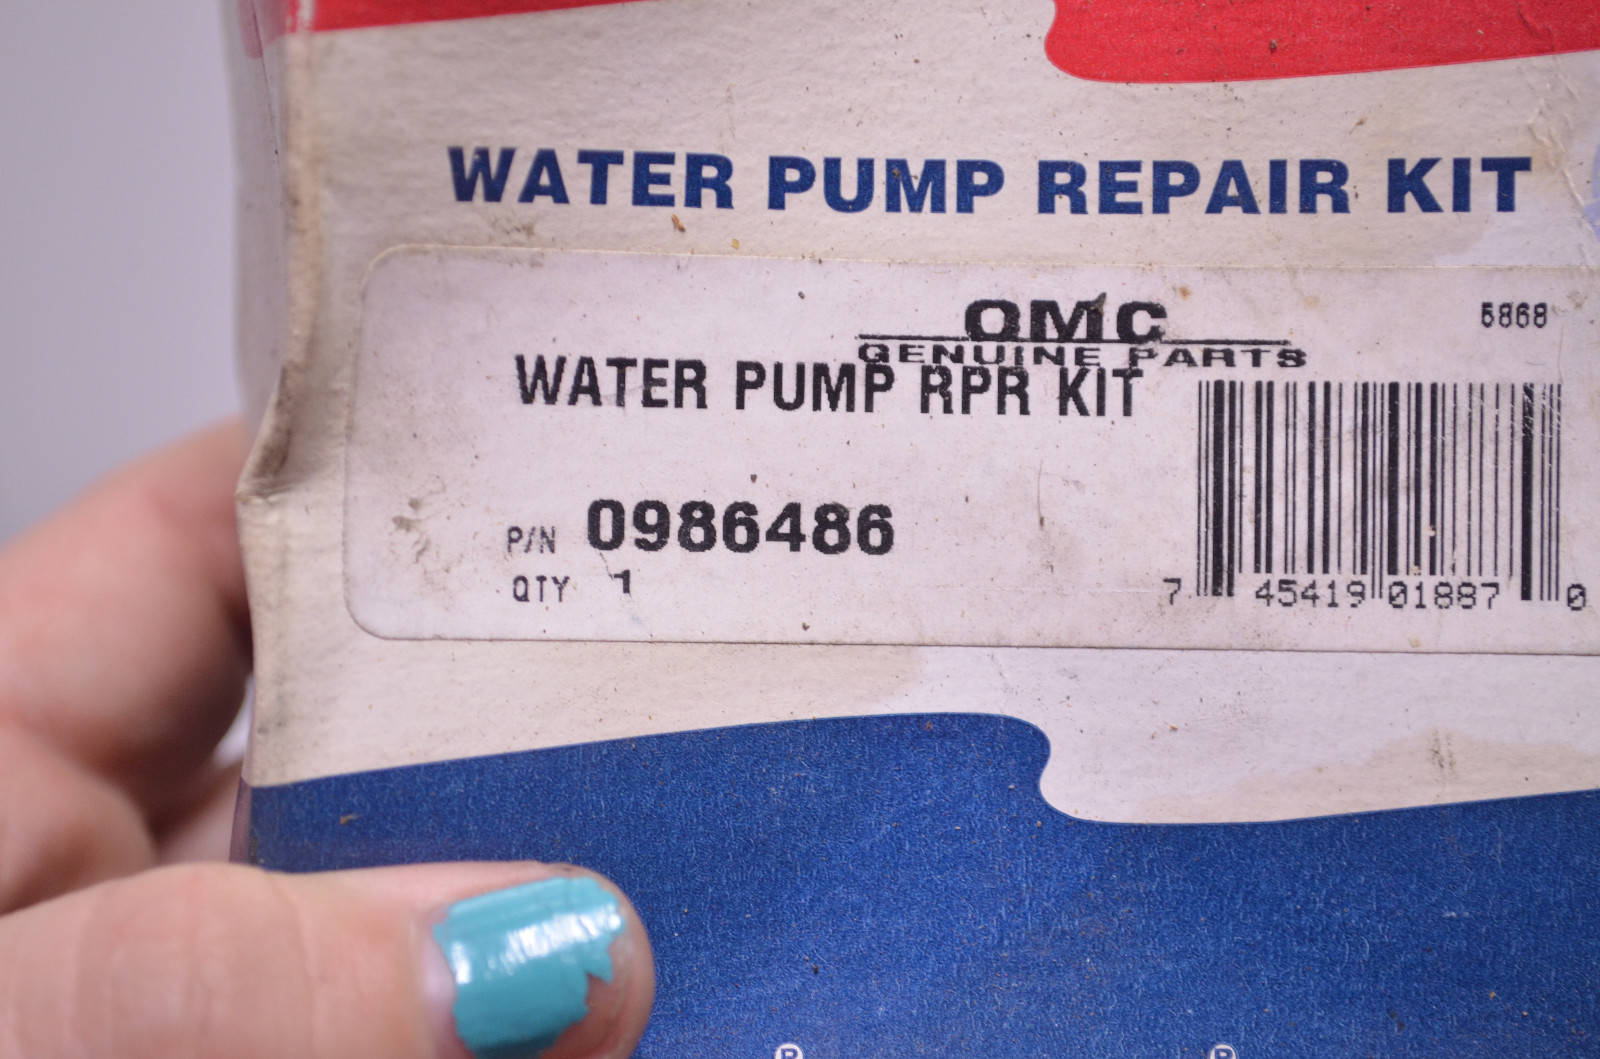 WATER PUMP REPAIR KIT
OMC
5868
GENUINE PARTS
WATER PUMP RPR KIT
P/N 0986486
QTY 1
7 45419 01887 0
® ®